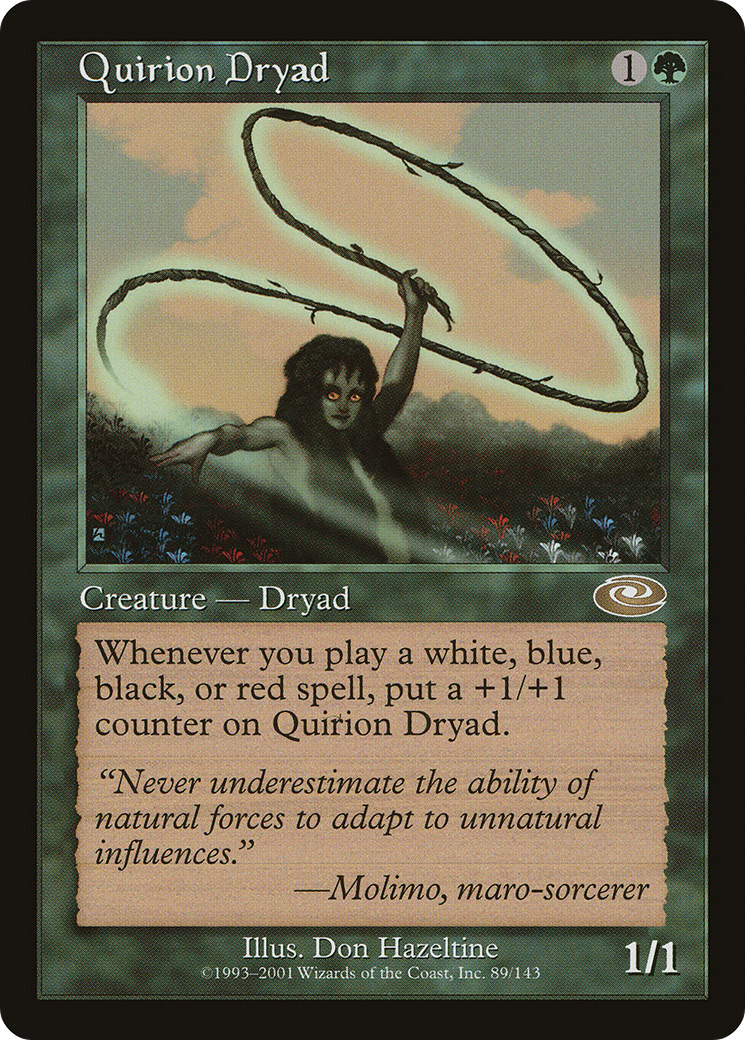 Quirion Dryad 1
Creature — Dryad
Whenever you play a white, blue,
black, or red spell, put a +1/+1
counter on Quirion Dryad.
“Never underestimate the ability of
natural forces to adapt to unnatural
influences.”
—Molimo, maro-sorcerer
Illus. Don Hazeltine
©1993–2001 Wizards of the Coast, Inc. 89/143
1/1